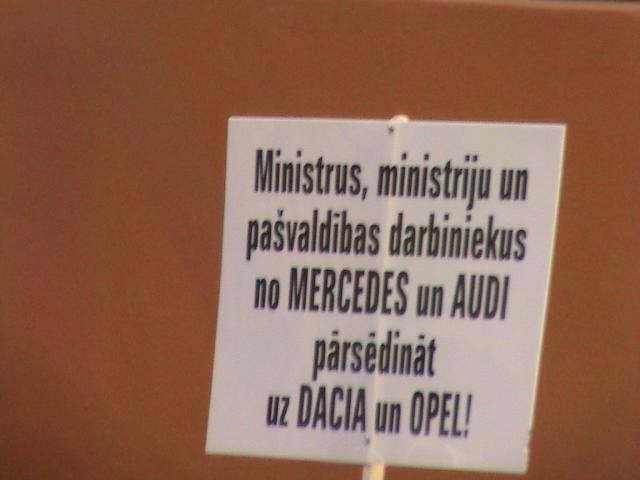 Ministrus, ministriju un
pašvaldības darbiniekus
no MERCEDES un AUDI
pārsēdināt
uz DACIA un OPEL!